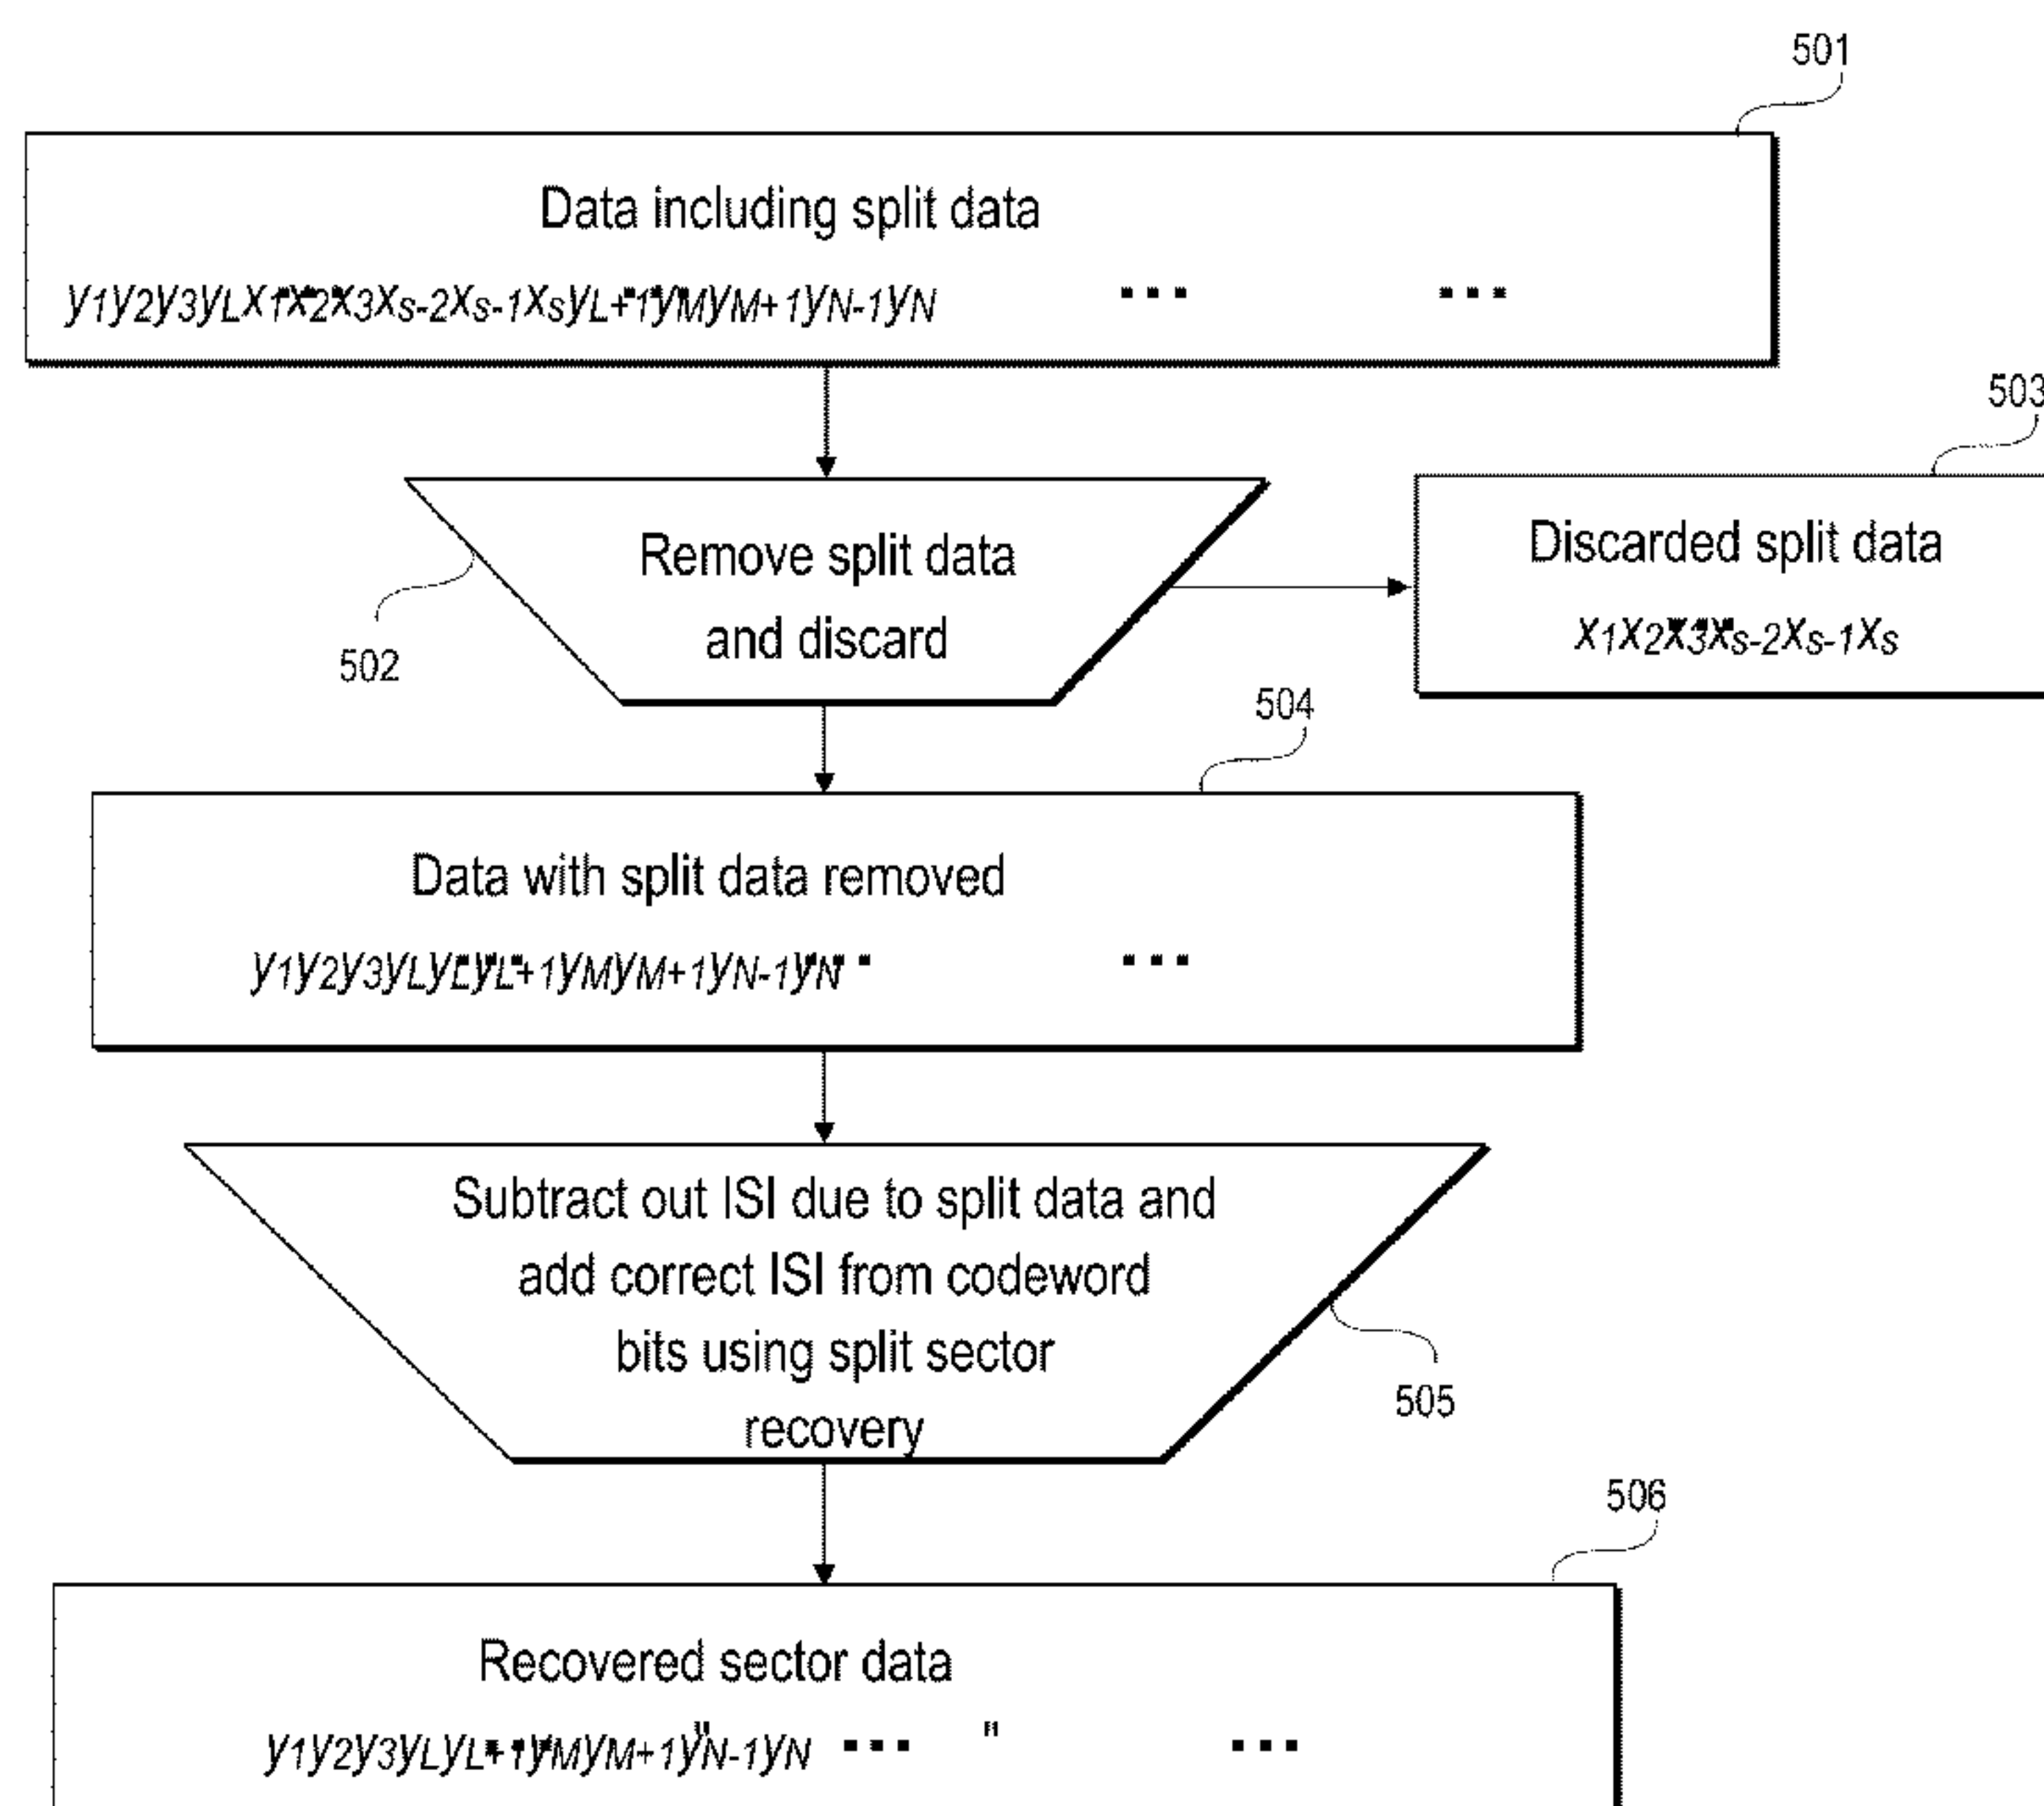 501
Data including split data
y1y2y3yLx1x2x3xS-2xS-1xSyL+1yMyM+1yN-1yN ... ...
503
Remove split data
and discard
Discarded split data
x1x2x3xS-2xS-1xS
502
504
Data with split data removed
y1y2y3yLyLyL+1yMyM+1yN-1yN ...
Subtract out ISI due to split data and
add correct ISI from codeword
bits using split sector
recovery
505
506
Recovered sector data
y1y2y3yLyL+1yMyM+1y"N-1yN ... " ...